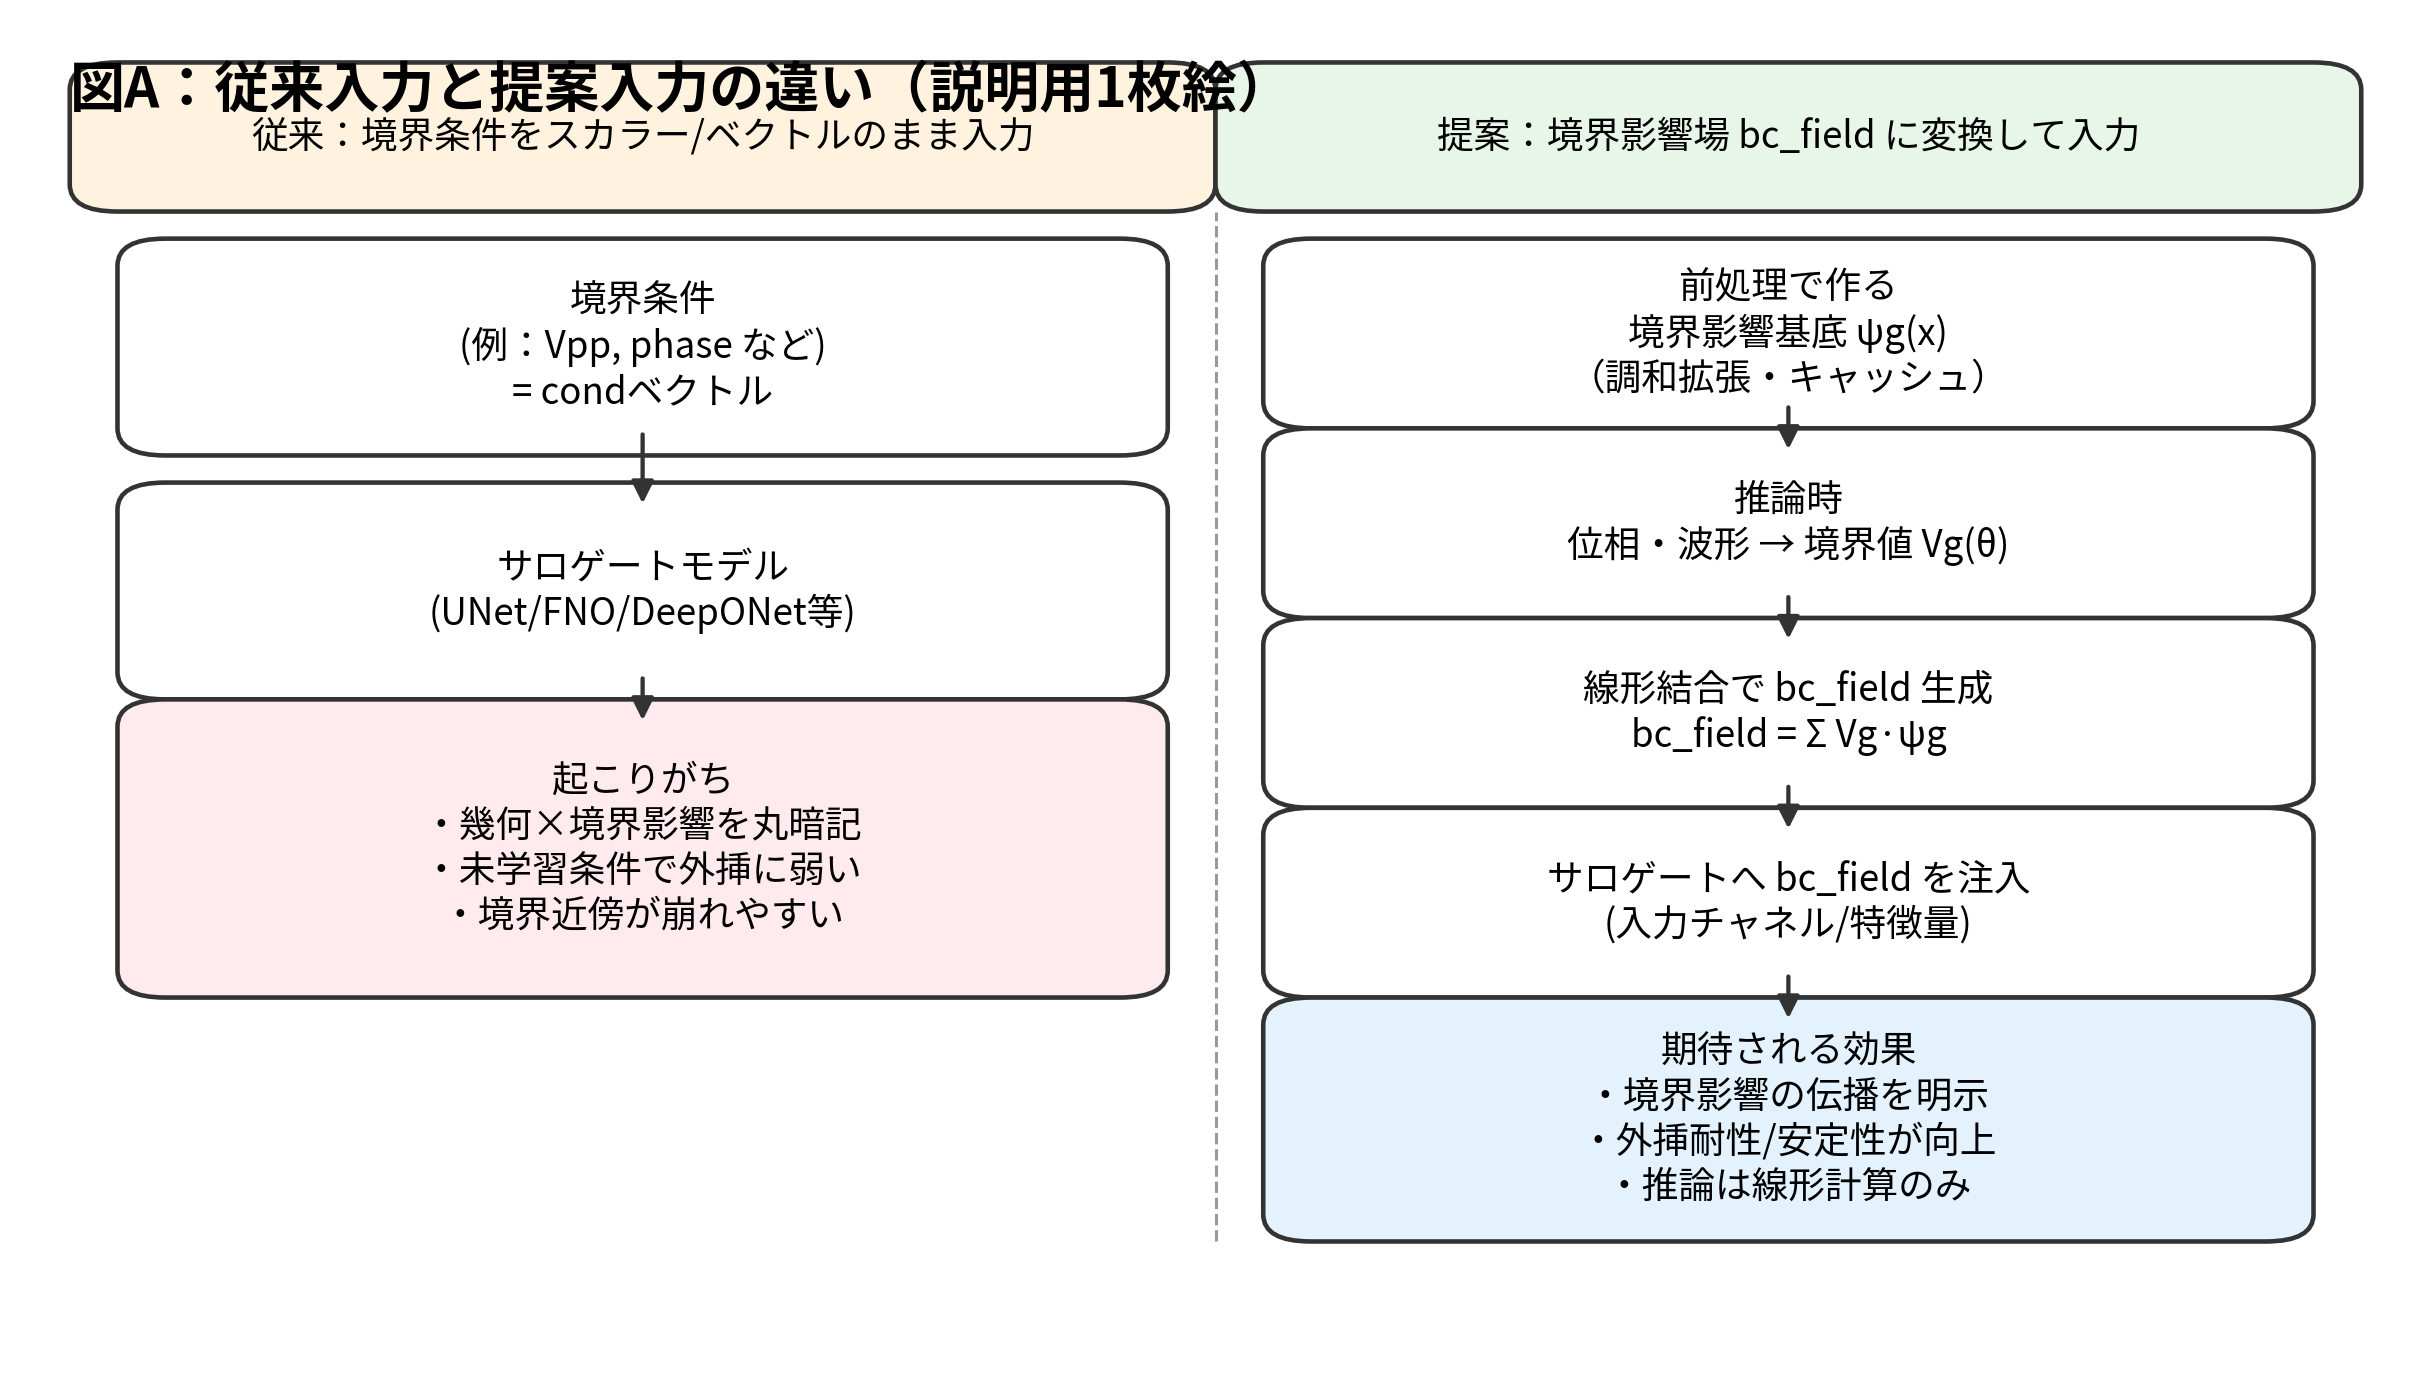 図A：従来入力と提案入力の違い（説明用1枚絵）
従来：境界条件をスカラー/ベクトルのまま入力
境界条件
(例：Vpp, phase など)
= condベクトル
サロゲートモデル
(UNet/FNO/DeepONet等)
起こりがち
・幾何×境界影響を丸暗記
・未学習条件で外挿に弱い
・境界近傍が崩れやすい
提案：境界影響場 bc_field に変換して入力
前処理で作る
境界影響基底 ψg(x)
（調和拡張・キャッシュ）
推論時
位相・波形 → 境界値 Vg(θ)
線形結合で bc_field 生成
bc_field = Σ Vg·ψg
サロゲートへ bc_field を注入
(入力チャネル/特徴量)
期待される効果
・境界影響の伝播を明示
・外挿耐性/安定性が向上
・推論は線形計算のみ